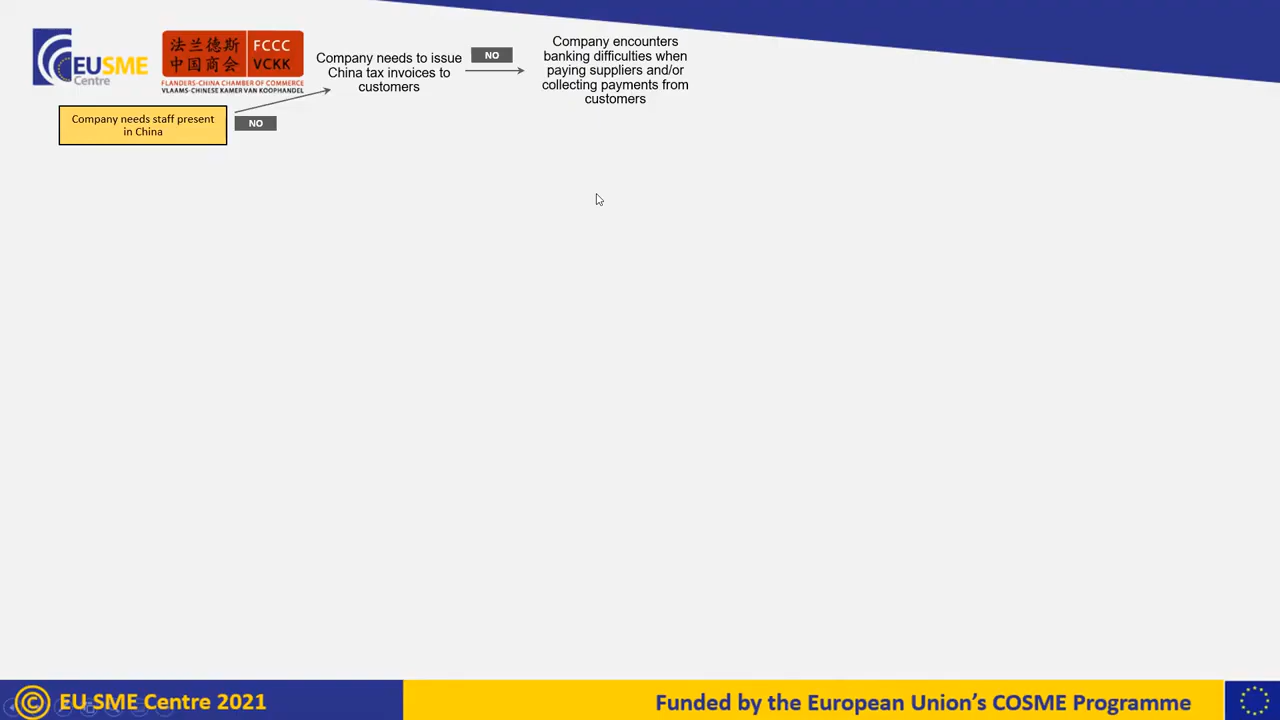 EUSME
Centre
法兰德斯
中国商会
FCCC
VCKK
FLANDERS-CHINA CHAMBER OF COMMERCE
VLAAMS-CHINESE KAMER VAN KOOPHANDEL
Company needs staff present
in China
NO
Company needs to issue
China tax invoices to
customers
NO
Company encounters
banking difficulties when
paying suppliers and/or
collecting payments from
customers
© EU SME Centre 2021
Funded by the European Union's COSME Programme